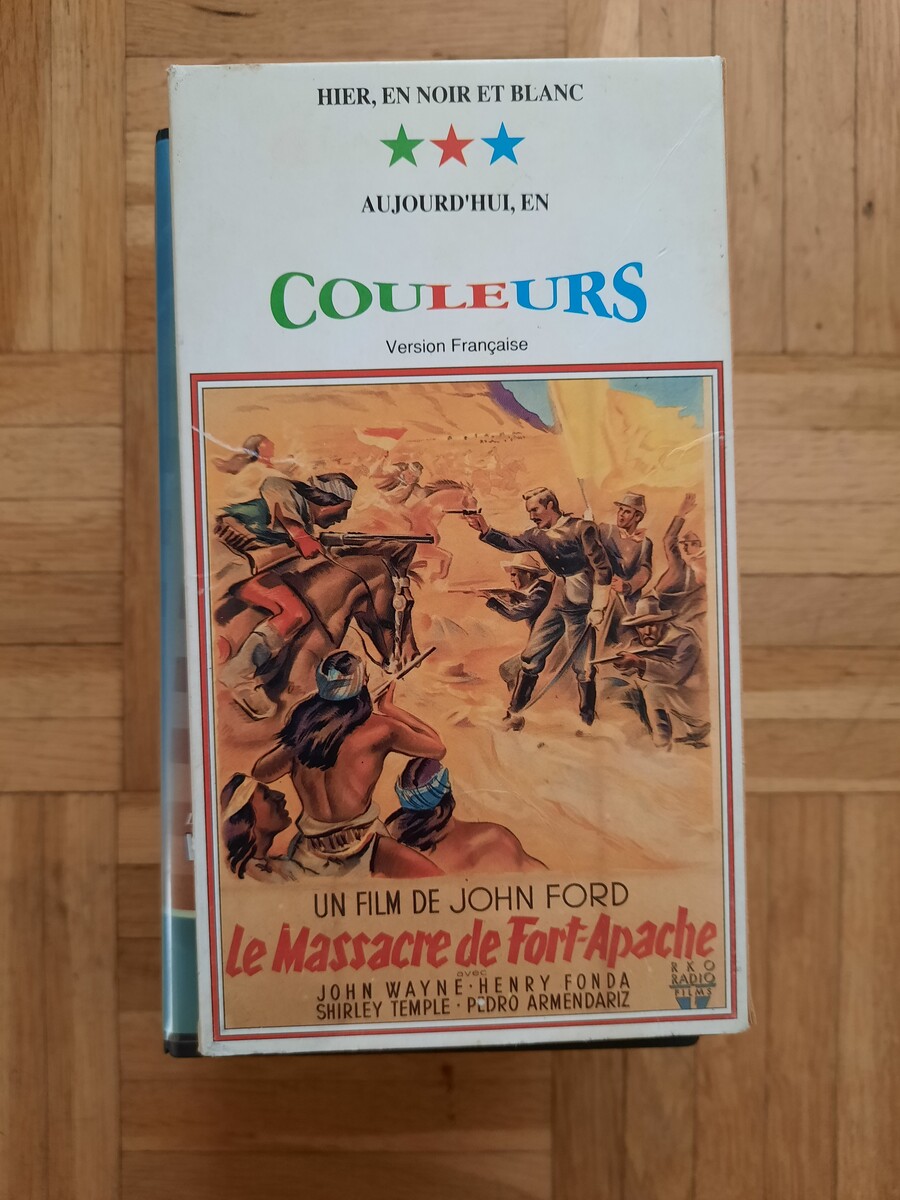 HIER, EN NOIR ET BLANC
AUJOURD'HUI, EN
COULEURS
Version Française
UN FILM DE JOHN FORD
Le Massacre de Fort-Apache
avec
JOHN WAYNE · HENRY FONDA
SHIRLEY TEMPLE · PEDRO ARMENDARIZ
RKO
RADIO
FILMS